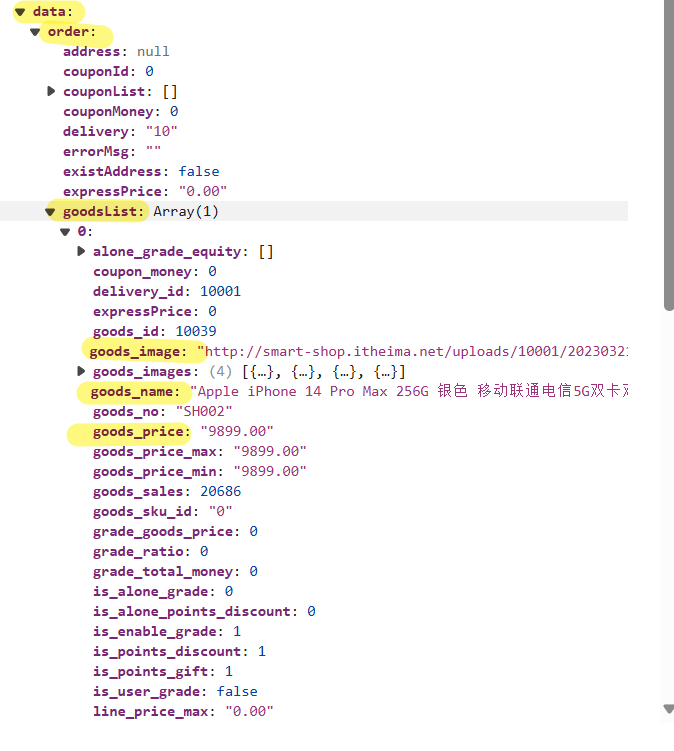 data:
order:
address: null
couponId: 0
couponList: []
couponMoney: 0
delivery: "10"
errorMsg: ""
existAddress: false
expressPrice: "0.00"
goodsList: Array(1)
0:
alone_grade_equity: []
coupon_money: 0
delivery_id: 10001
expressPrice: 0
goods_id: 10039
goods_image: "http://smart-shop.itheima.net/uploads/10001/20230321
goods_images: (4) [{…}, {…}, {…}, {…}]
goods_name: "Apple iPhone 14 Pro Max 256G 银色 移动联通电信5G双卡双
goods_no: "SH002"
goods_price: "9899.00"
goods_price_max: "9899.00"
goods_price_min: "9899.00"
goods_sales: 20686
goods_sku_id: "0"
grade_goods_price: 0
grade_ratio: 0
grade_total_money: 0
is_alone_grade: 0
is_alone_points_discount: 0
is_enable_grade: 1
is_points_discount: 1
is_points_gift: 1
is_user_grade: false
line_price_max: "0.00"